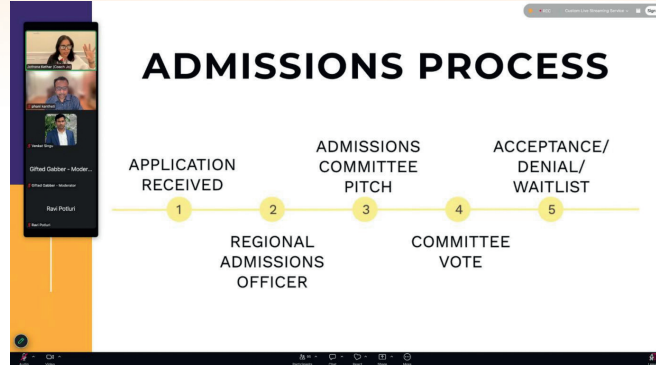 ADMISSIONS PROCESS
Gifted Gabber - Moder...
Gifted Gabber - Moderator
Ravi Potluri
Ravi Potluri
APPLICATION
RECEIVED
1
2
REGIONAL
ADMISSIONS
OFFICER
ADMISSIONS
COMMITTEE
PITCH
3
4
COMMITTEE
VOTE
ACCEPTANCE/
DENIAL/
WAITLIST
5